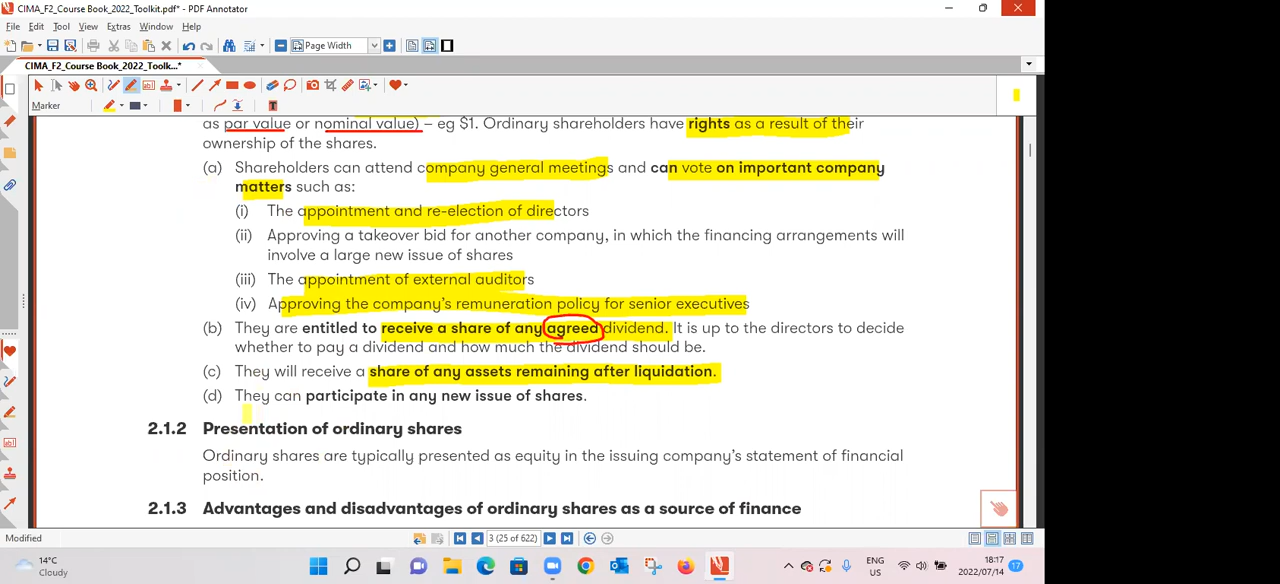 CIMA_F2_Course Book_2022_Toolkit.pdf* - PDF Annotator
File Edit Tool View Extras Window Help
Page Width
CIMA_F2_Course Book_2022_Toolk...*
Marker
as par value or nominal value) – eg $1. Ordinary shareholders have rights as a result of their
ownership of the shares.
(a) Shareholders can attend company general meetings and can vote on important company
matters such as:
(i) The appointment and re-election of directors
(ii) Approving a takeover bid for another company, in which the financing arrangements will
involve a large new issue of shares
(iii) The appointment of external auditors
(iv) Approving the company's remuneration policy for senior executives
(b) They are entitled to receive a share of any agreed dividend. It is up to the directors to decide
whether to pay a dividend and how much the dividend should be.
(c) They will receive a share of any assets remaining after liquidation.
(d) They can participate in any new issue of shares.
2.1.2 Presentation of ordinary shares
Ordinary shares are typically presented as equity in the issuing company's statement of financial
position.
2.1.3 Advantages and disadvantages of ordinary shares as a source of finance
Modified
3 (25 of 622)
14°C
Cloudy
ENG
US
18:17
2022/07/14
17